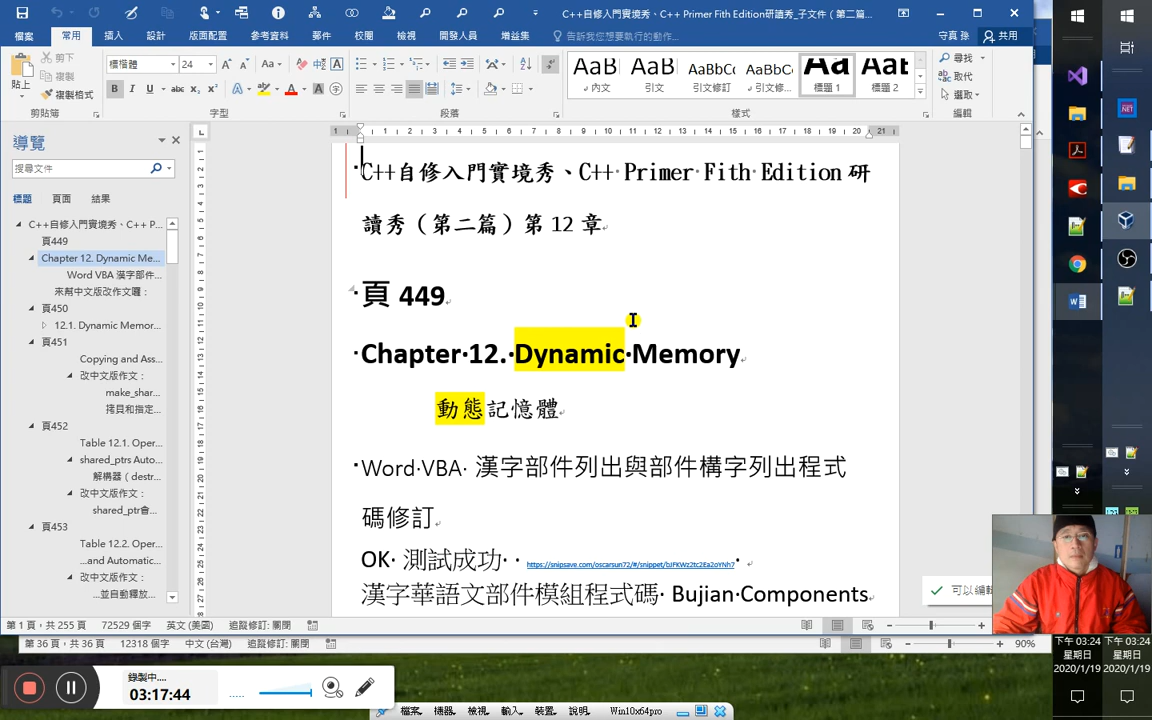 C++自修入門實境秀、C++ Primer Fith Edition研讀秀_子文件（第二篇...
檔案 常用 插入 設計 版面配置 參考資料 郵件 校閱 檢視 開發人員 增益集 告訴我您想要執行的動作... 守真 孫 共用
貼上
剪下
複製
複製格式
剪貼簿
標楷體 24
字型
段落
AaB AaB AaBbCc AaBbCc AaB AaB
內文 引文 引文修訂 引文修... 標題 1 標題 2
樣式
尋找
取代
選取
編輯
導覽
搜尋文件
標題 頁面 結果
C++自修入門實境秀、C++ P...
頁449
Chapter 12. Dynamic Me...
Word VBA 漢字部件...
來幫中文版改作文囉：
頁450
12.1. Dynamic Memor...
頁451
Copying and Ass...
改中文版作文：
make_shar...
拷貝和指定...
頁452
Table 12.1. Oper...
shared_ptrs Auto...
解構器（destr...
改中文版作文：
shared_ptr會...
頁453
Table 12.2. Oper...
...and Automatic...
改中文版作文：
...並自動釋放...
C++自修入門實境秀、C++ Primer Fith Edition 研
讀秀（第二篇）第 12 章
頁 449
Chapter 12. Dynamic Memory
動態記憶體
Word VBA 漢字部件列出與部件構字列出程式
碼修訂
OK 測試成功 https://snipsave.com/oscarsun72/#/snippet/bJFKWz2tc2Ea2oYNh7
漢字華語文部件模組程式碼 Bujian Components
可以編輯
第 1 頁，共 255 頁 72529 個字 英文 (美國) 追蹤修訂: 關閉
第 36 頁，共 36 頁 12318 個字 中文 (台灣) 追蹤修訂: 關閉 90%
錄製中...
03:17:44
檔案 機器 檢視 輸入 裝置 說明 Win10x64pro
下午 03:24
星期日
2020/1/19
下午 03:24
星期日
2020/1/19